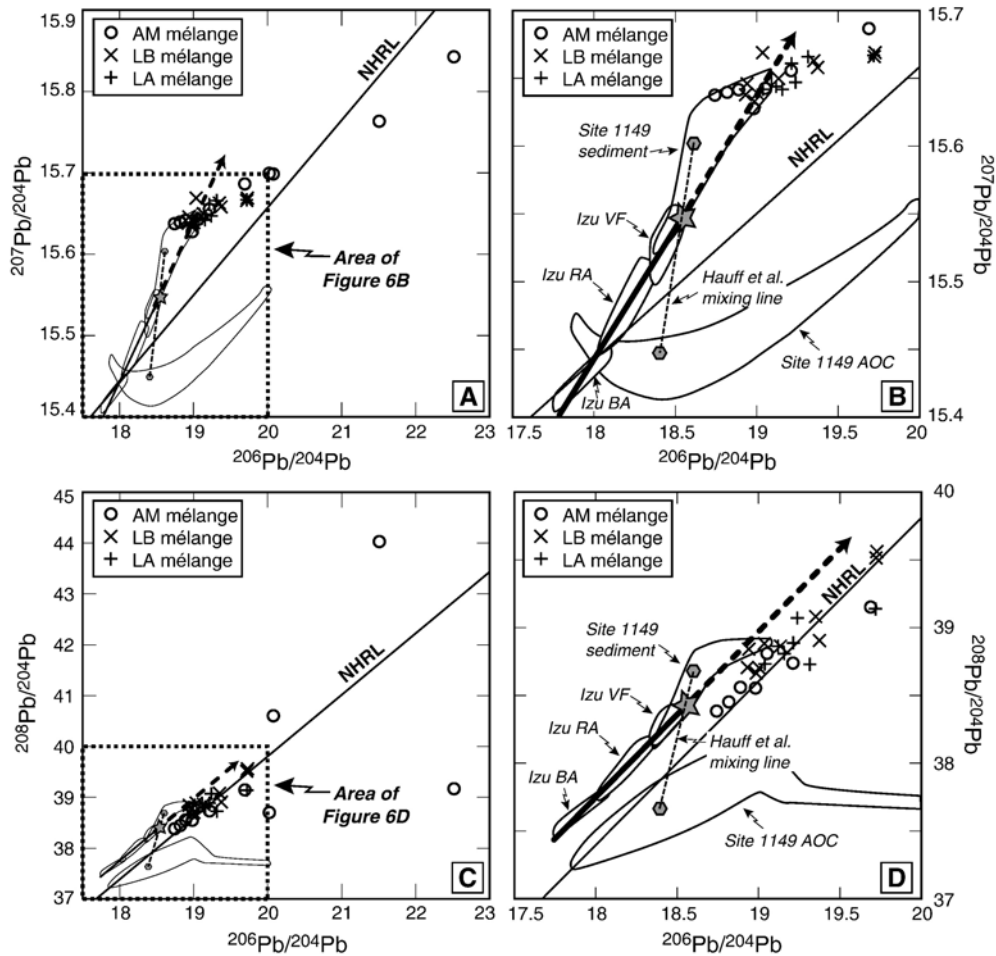 15.9
15.8
15.7
15.6
15.5
15.4
²⁰⁷Pb/²⁰⁴Pb
AM mélange
LB mélange
LA mélange
NHRL
Area of
Figure 6B
A
18 19 20 21 22 23
²⁰⁶Pb/²⁰⁴Pb
AM mélange
LB mélange
LA mélange
Site 1149
sediment
NHRL
Izu VF
Izu RA
Hauff et al.
mixing line
Site 1149 AOC
Izu BA
B
15.7
15.6
15.5
15.4
²⁰⁷Pb/²⁰⁴Pb
17.5 18 18.5 19 19.5 20
²⁰⁶Pb/²⁰⁴Pb
45
44
43
42
41
40
39
38
37
²⁰⁸Pb/²⁰⁴Pb
AM mélange
LB mélange
LA mélange
NHRL
Area of
Figure 6D
C
18 19 20 21 22 23
²⁰⁶Pb/²⁰⁴Pb
AM mélange
LB mélange
LA mélange
NHRL
Site 1149
sediment
Izu VF
Izu RA
Hauff et al.
mixing line
Izu BA
Site 1149 AOC
D
40
39
38
37
²⁰⁸Pb/²⁰⁴Pb
17.5 18 18.5 19 19.5 20
²⁰⁶Pb/²⁰⁴Pb